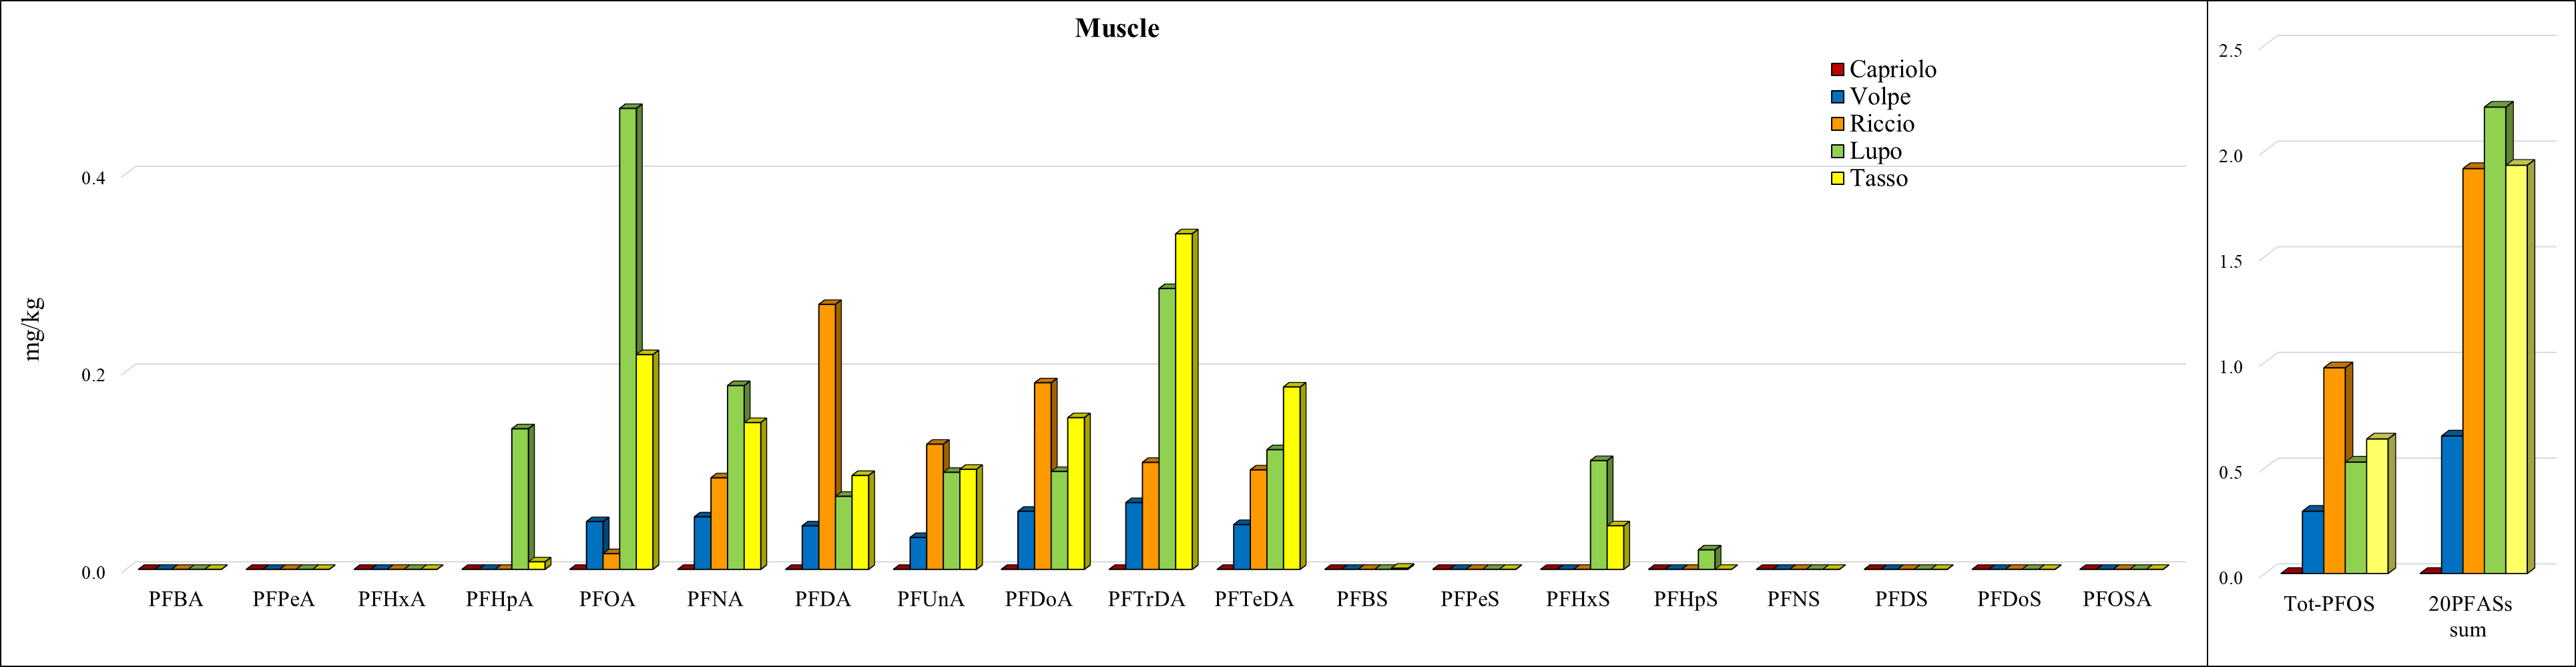 Muscle
Capriolo
Volpe
Riccio
Lupo
Tasso
mg/kg
0.4
0.2
0.0
PFBA PFPeA PFHxA PFHpA PFOA PFNA PFDA PFUnA PFDoA PFTrDA PFTeDA PFBS PFPeS PFHxS PFHpS PFNS PFDS PFDoS PFOSA
2.5
2.0
1.5
1.0
0.5
0.0
Tot-PFOS 20PFASs
sum